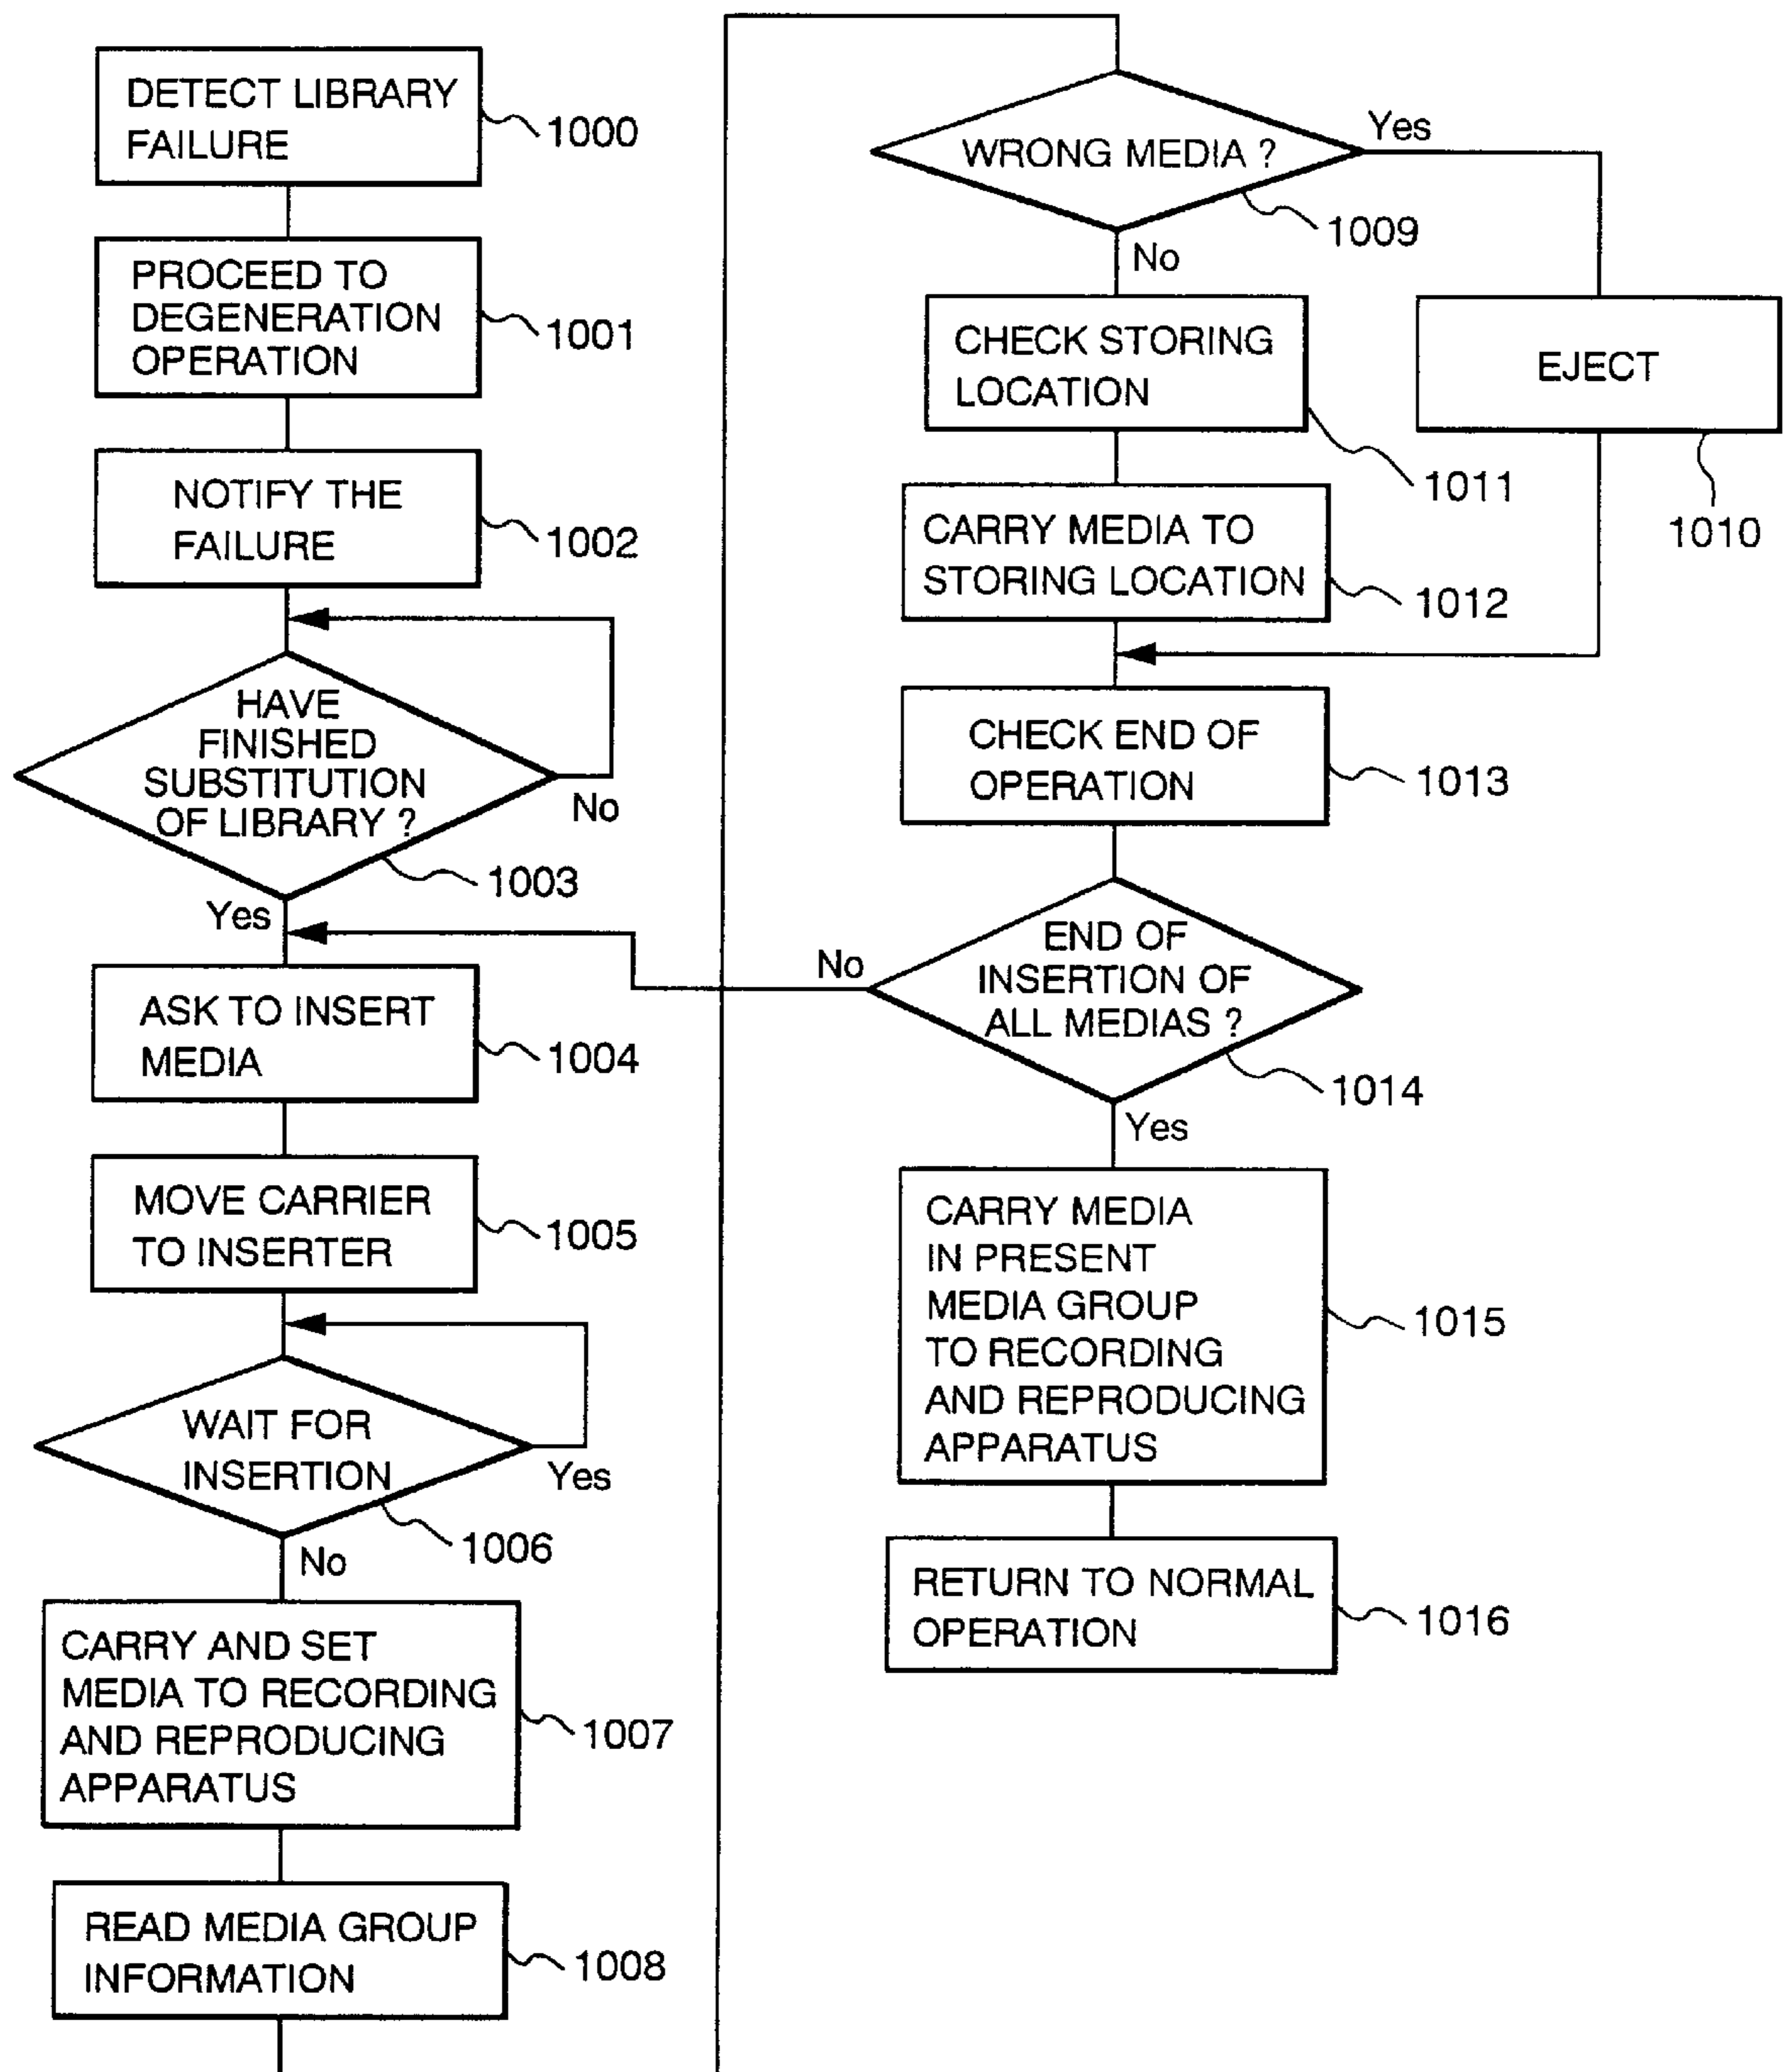 DETECT LIBRARY
FAILURE
1000
PROCEED TO
DEGENERATION
OPERATION
1001
NOTIFY THE
FAILURE
1002
HAVE
FINISHED
SUBSTITUTION
OF LIBRARY ?
No
1003
Yes
ASK TO INSERT
MEDIA
1004
MOVE CARRIER
TO INSERTER
1005
WAIT FOR
INSERTION
Yes
1006
No
CARRY AND SET
MEDIA TO RECORDING
AND REPRODUCING
APPARATUS
1007
READ MEDIA GROUP
INFORMATION
1008
WRONG MEDIA ?
Yes
1009
No
CHECK STORING
LOCATION
1011
EJECT
1010
CARRY MEDIA TO
STORING LOCATION
1012
CHECK END OF
OPERATION
1013
END OF
INSERTION OF
ALL MEDIAS ?
No
1014
Yes
CARRY MEDIA
IN PRESENT
MEDIA GROUP
TO RECORDING
AND REPRODUCING
APPARATUS
1015
RETURN TO NORMAL
OPERATION
1016